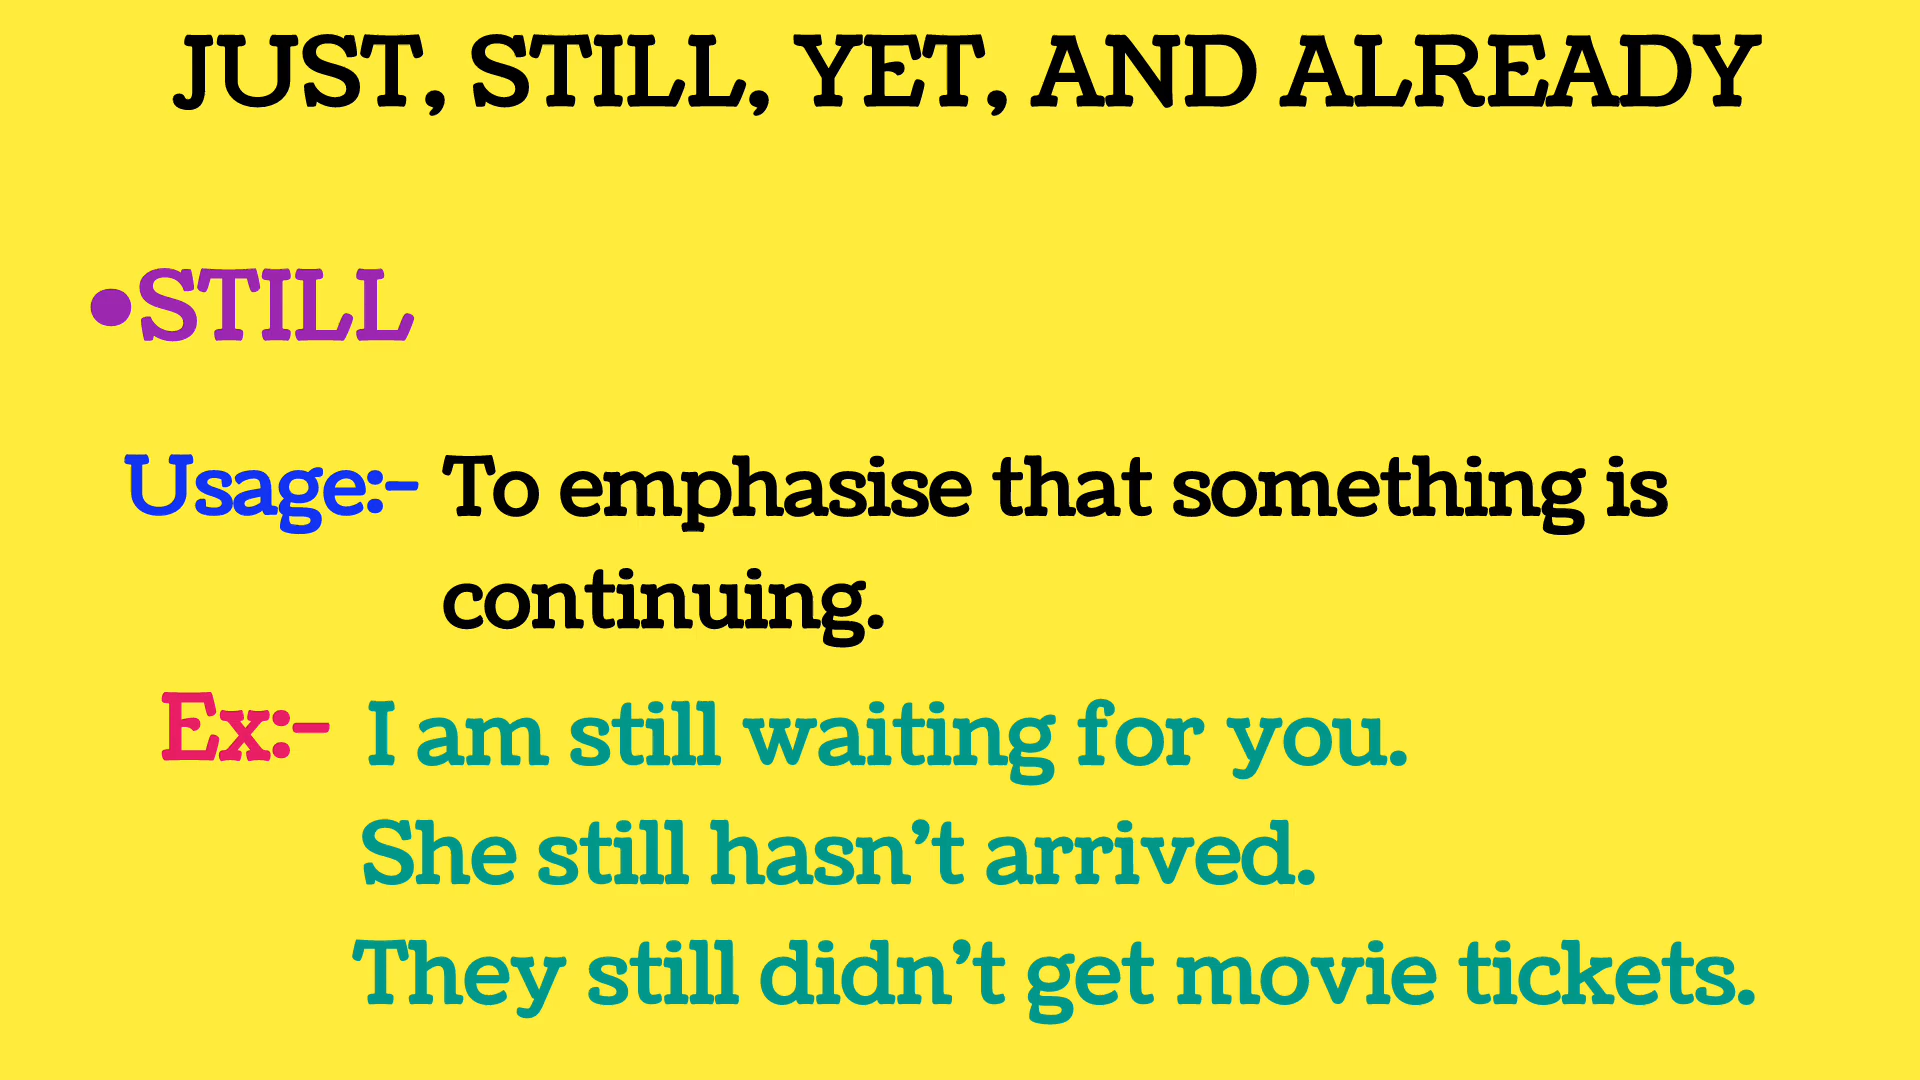 JUST, STILL, YET, AND ALREADY
•STILL
Usage:- To emphasise that something is
continuing.
Ex:- I am still waiting for you.
She still hasn’t arrived.
They still didn’t get movie tickets.